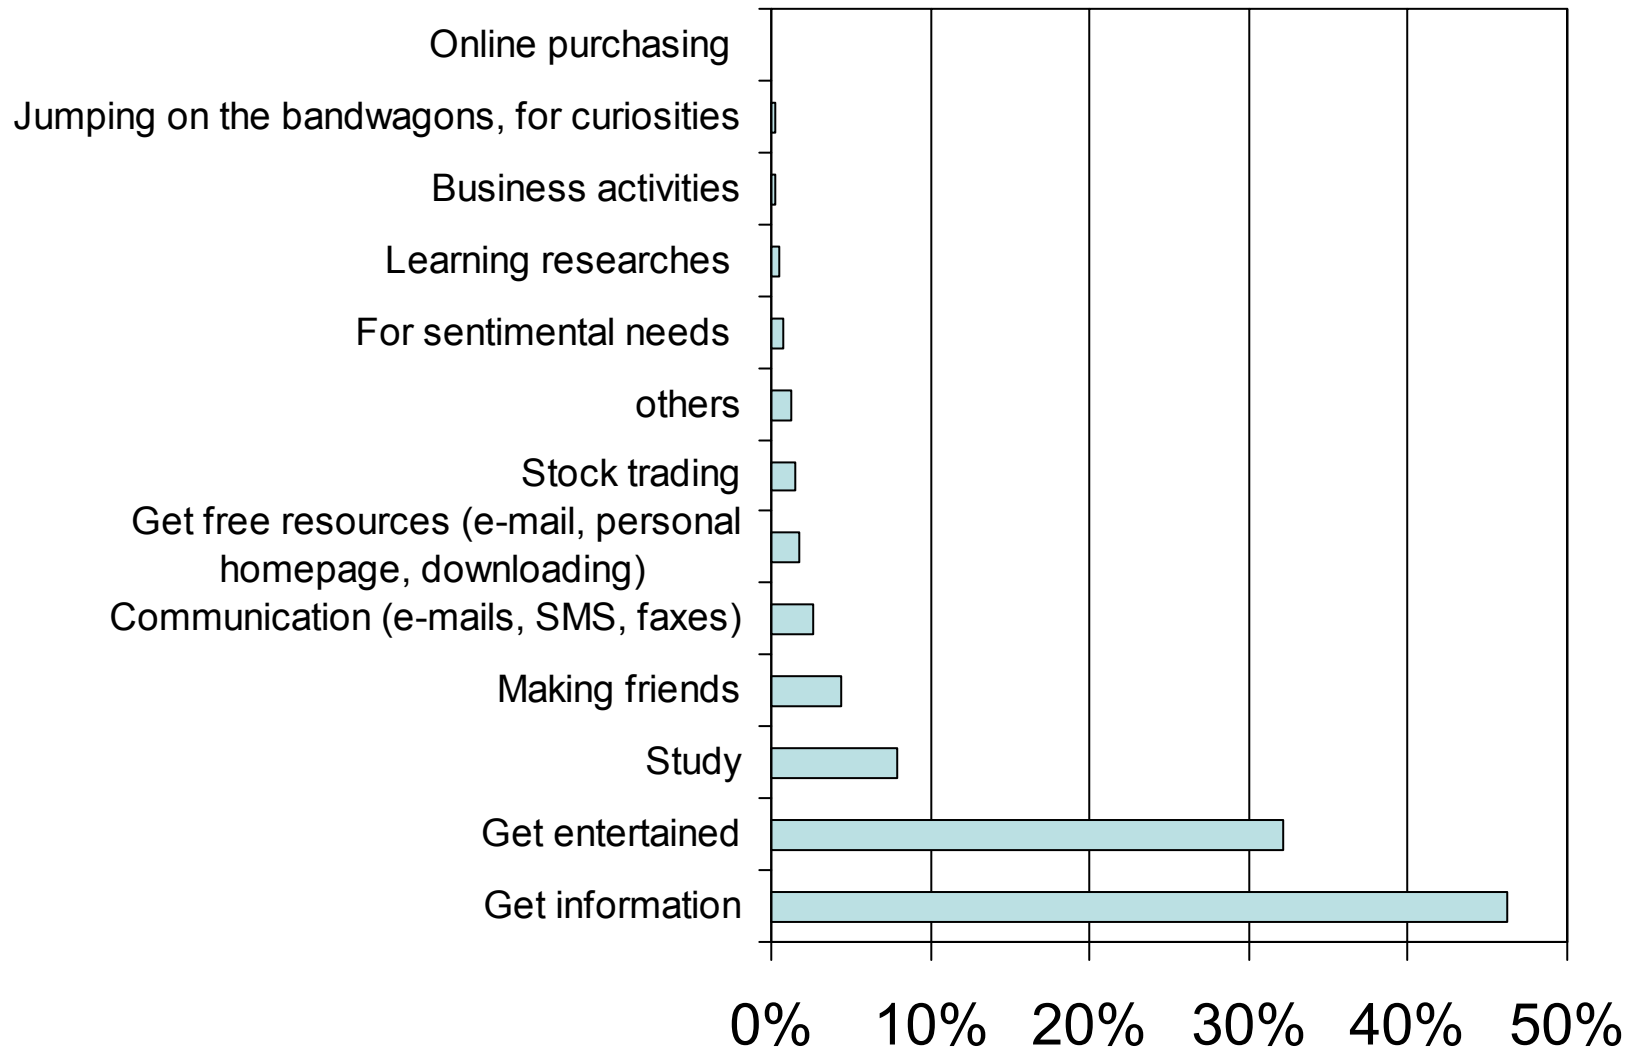 Online purchasing
Jumping on the bandwagons, for curiosities
Business activities
Learning researches
For sentimental needs
others
Stock trading
Get free resources (e-mail, personal
homepage, downloading)
Communication (e-mails, SMS, faxes)
Making friends
Study
Get entertained
Get information
0% 10% 20% 30% 40% 50%